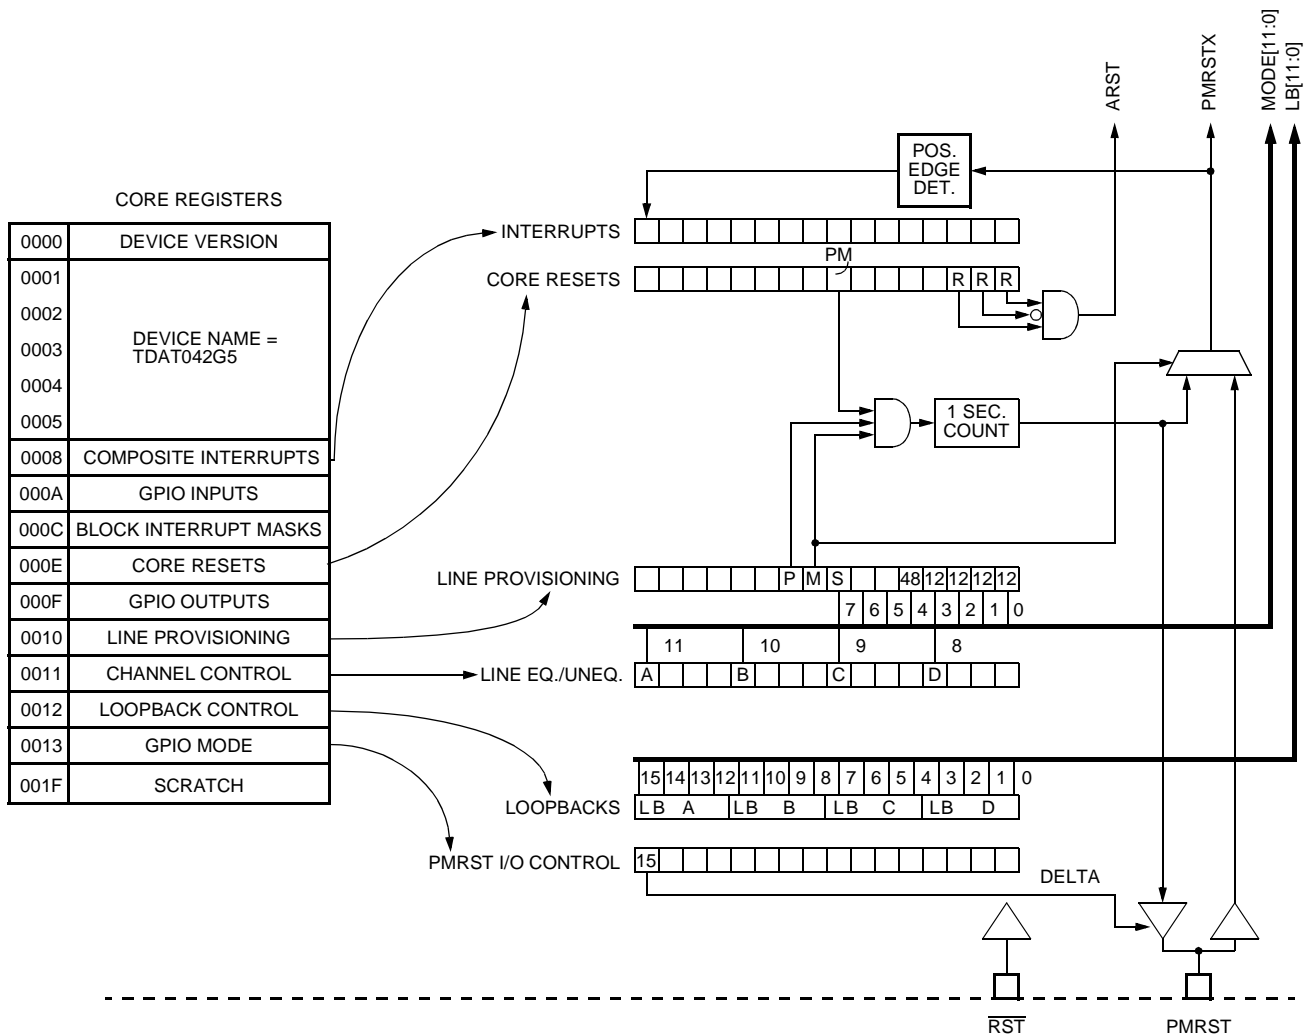 MODE[11:0]
LB[11:0]
PMRSTX
ARST
POS.
EDGE
DET.
CORE REGISTERS
0000 DEVICE VERSION
0001
0002
0003
0004
0005
DEVICE NAME =
TDAT042G5
0008 COMPOSITE INTERRUPTS
000A GPIO INPUTS
000C BLOCK INTERRUPT MASKS
000E CORE RESETS
000F GPIO OUTPUTS
0010 LINE PROVISIONING
0011 CHANNEL CONTROL
0012 LOOPBACK CONTROL
0013 GPIO MODE
001F SCRATCH
INTERRUPTS
PM
CORE RESETS R R R
1 SEC.
COUNT
LINE PROVISIONING P M S 48 12 12 12 12
7 6 5 4 3 2 1 0
11 10 9 8
LINE EQ./UNEQ. A B C D
15 14 13 12 11 10 9 8 7 6 5 4 3 2 1 0
LOOPBACKS LB A LB B LB C LB D
PMRST I/O CONTROL 15
DELTA
RST PMRST